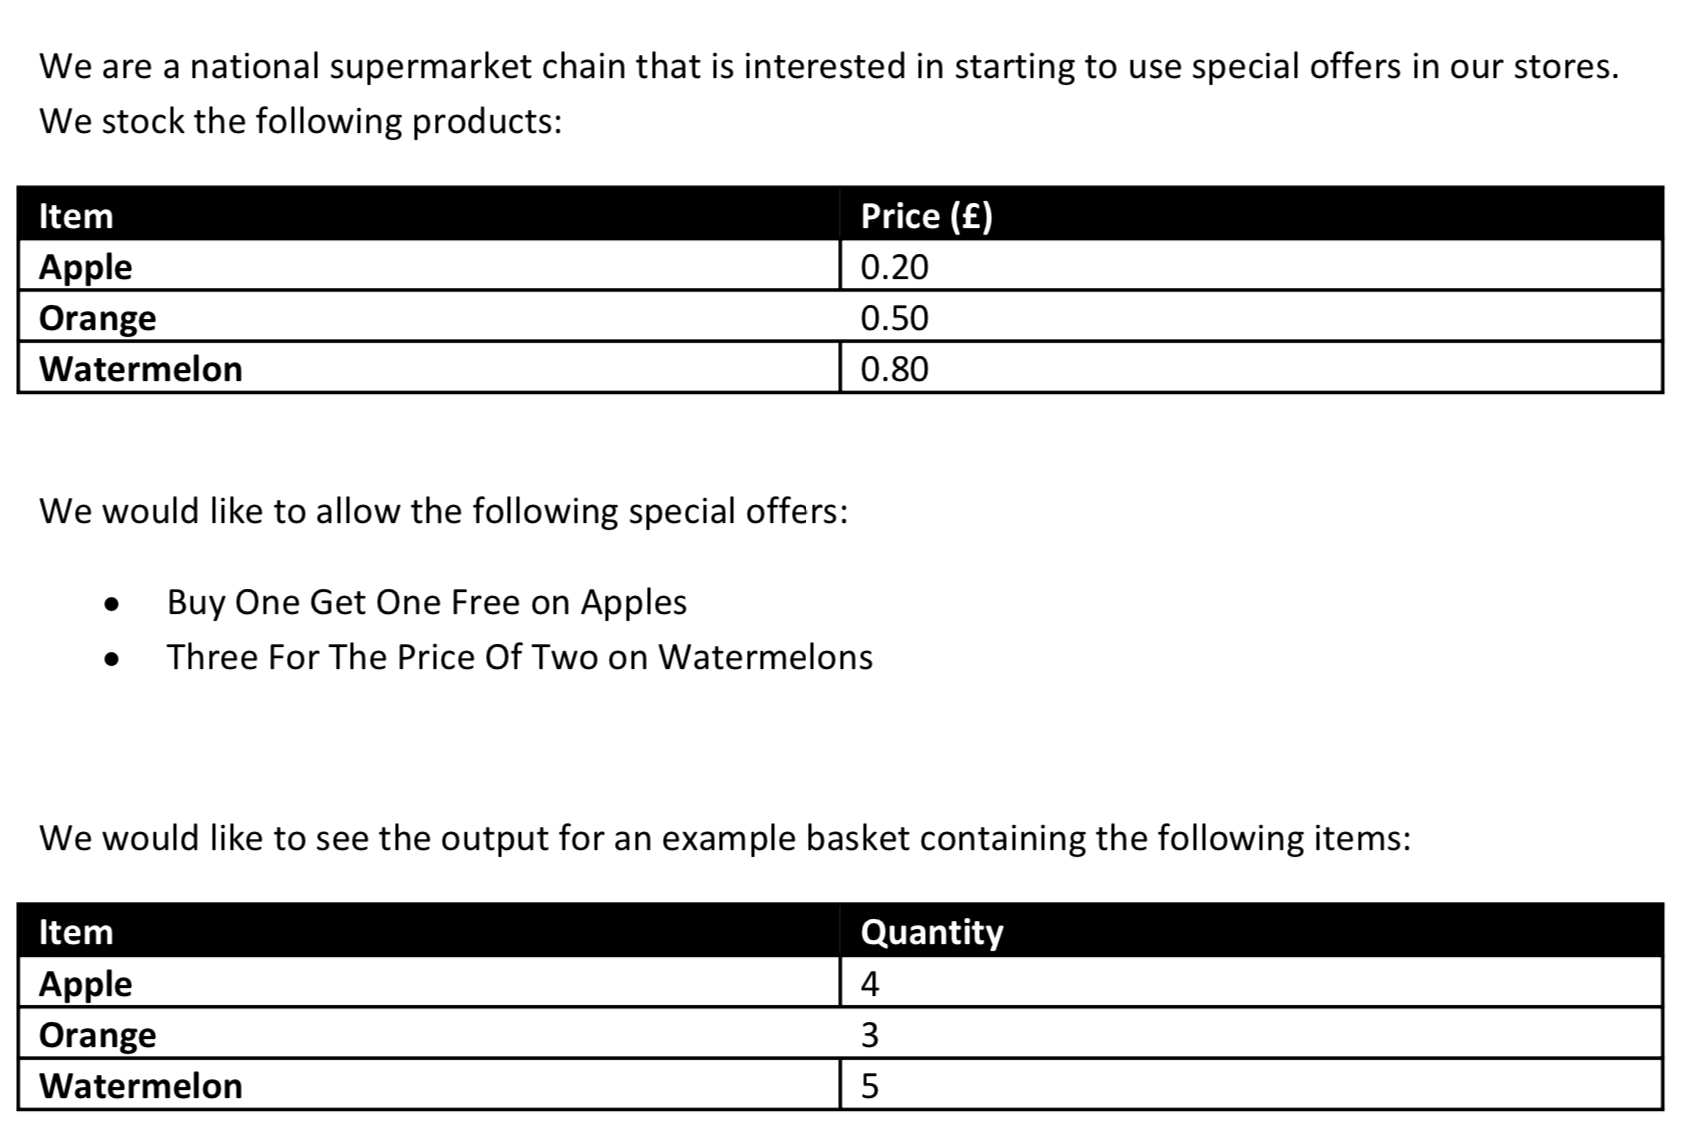 We are a national supermarket chain that is interested in starting to use special offers in our stores.
We stock the following products:
Item Price (£)
Apple 0.20
Orange 0.50
Watermelon 0.80
We would like to allow the following special offers:
• Buy One Get One Free on Apples
• Three For The Price Of Two on Watermelons
We would like to see the output for an example basket containing the following items:
Item Quantity
Apple 4
Orange 3
Watermelon 5